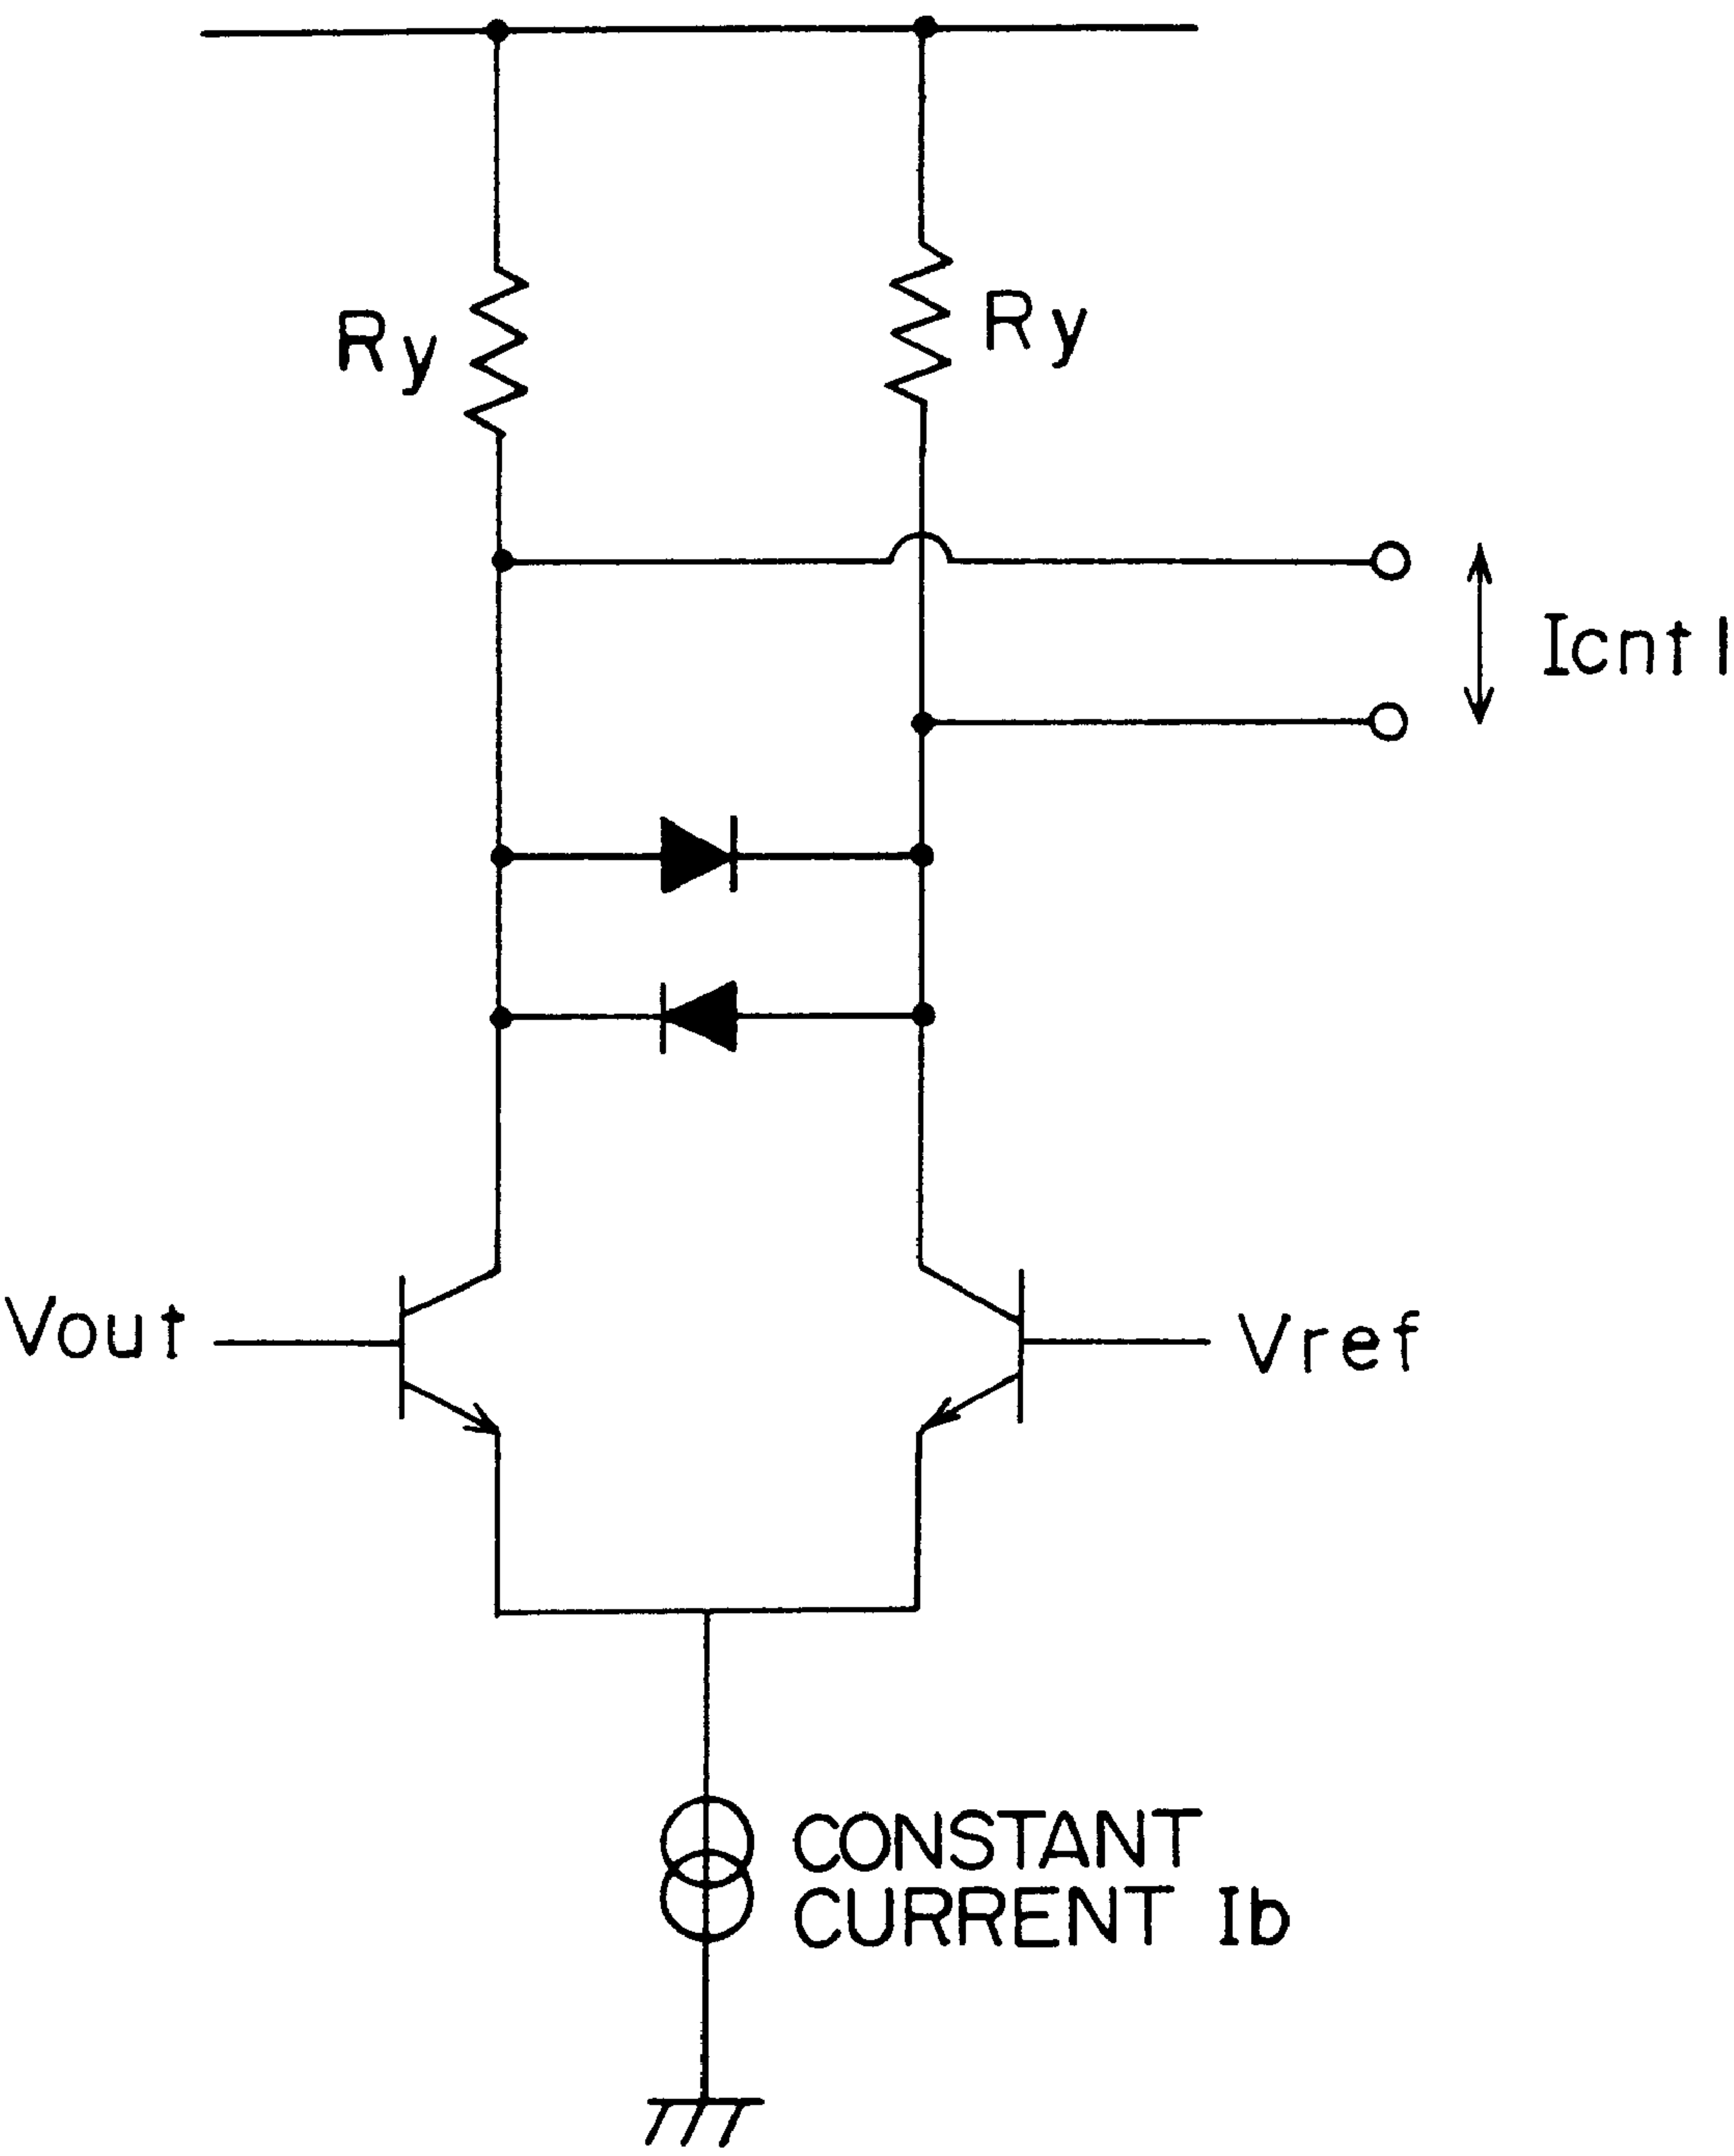 Ry
Ry
Icntl
Vout
Vref
CONSTANT
CURRENT Ib